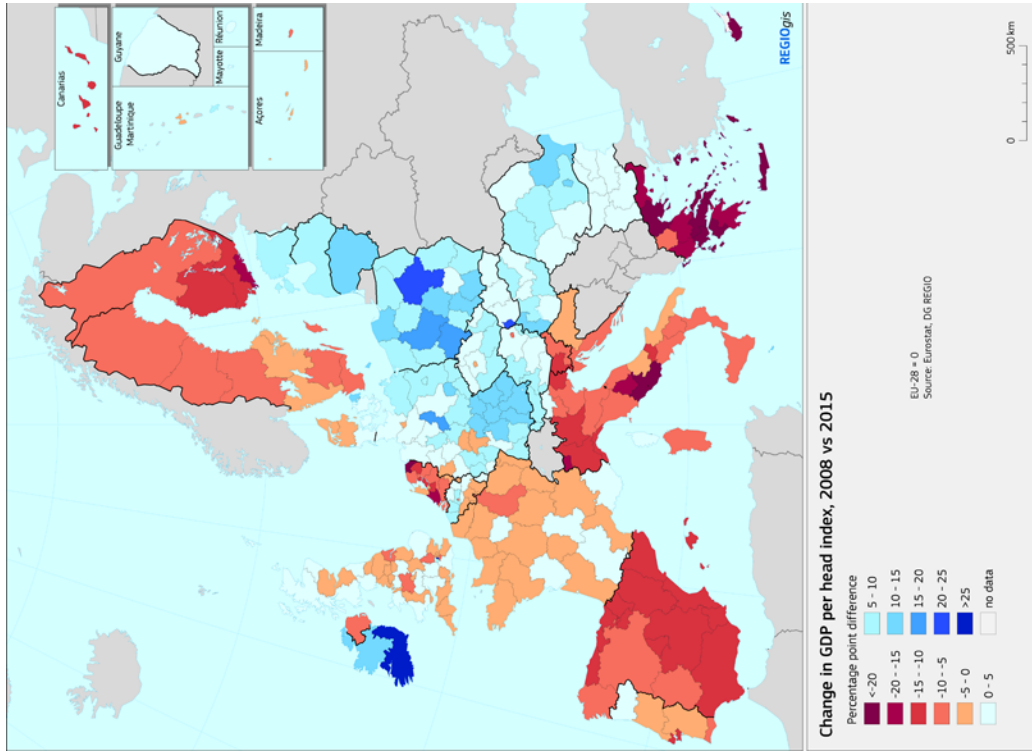 Canarias
Guadeloupe
Martinique
Guyane
Mayotte
Réunion
Açores
Madeira
REGIOgis
Change in GDP per head index, 2008 vs 2015
Percentage point difference
<-20
-20 - -15
-15 - -10
-10 - -5
-5 - 0
0 - 5
5 - 10
10 - 15
15 - 20
20 - 25
>25
no data
EU-28 = 0
Source: Eurostat, DG REGIO
0 500 km